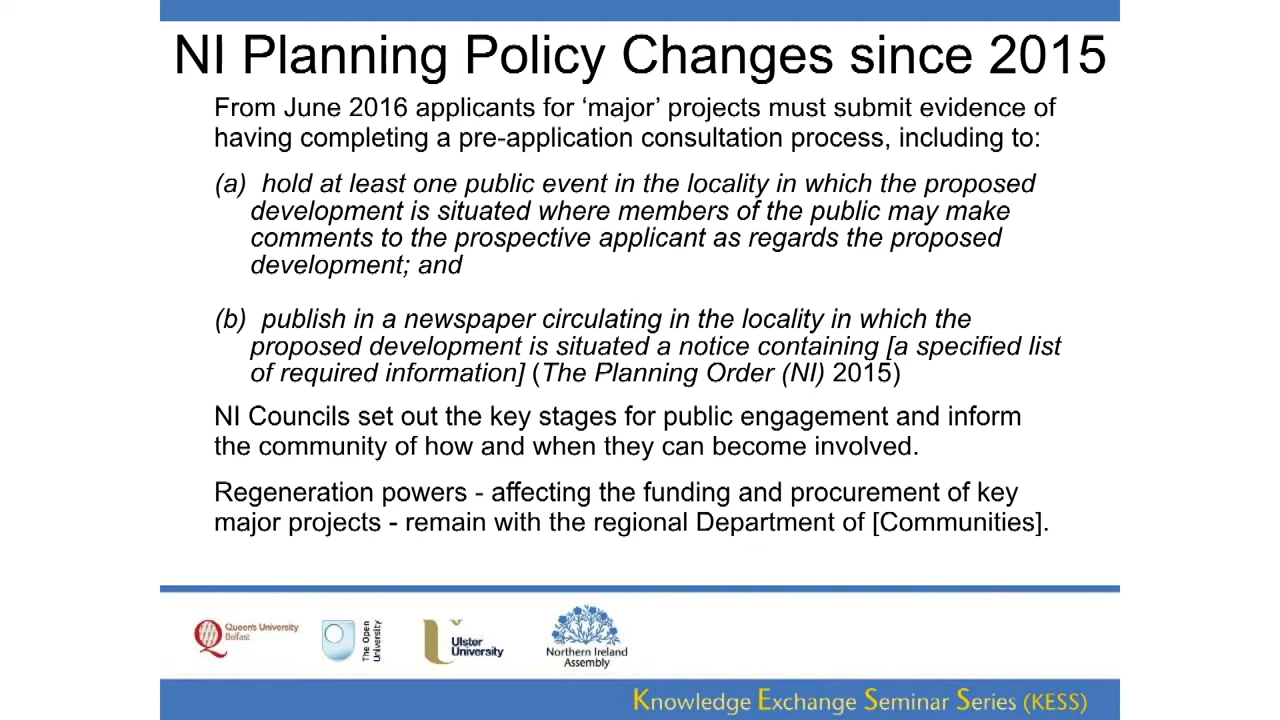 NI Planning Policy Changes since 2015
From June 2016 applicants for ‘major’ projects must submit evidence of
having completing a pre-application consultation process, including to:
(a) hold at least one public event in the locality in which the proposed
development is situated where members of the public may make
comments to the prospective applicant as regards the proposed
development; and
(b) publish in a newspaper circulating in the locality in which the
proposed development is situated a notice containing [a specified list
of required information] (The Planning Order (NI) 2015)
NI Councils set out the key stages for public engagement and inform
the community of how and when they can become involved.
Regeneration powers - affecting the funding and procurement of key
major projects - remain with the regional Department of [Communities].
Queen's University
Belfast
The Open
University
Ulster
University
Northern Ireland
Assembly
Knowledge Exchange Seminar Series (KESS)